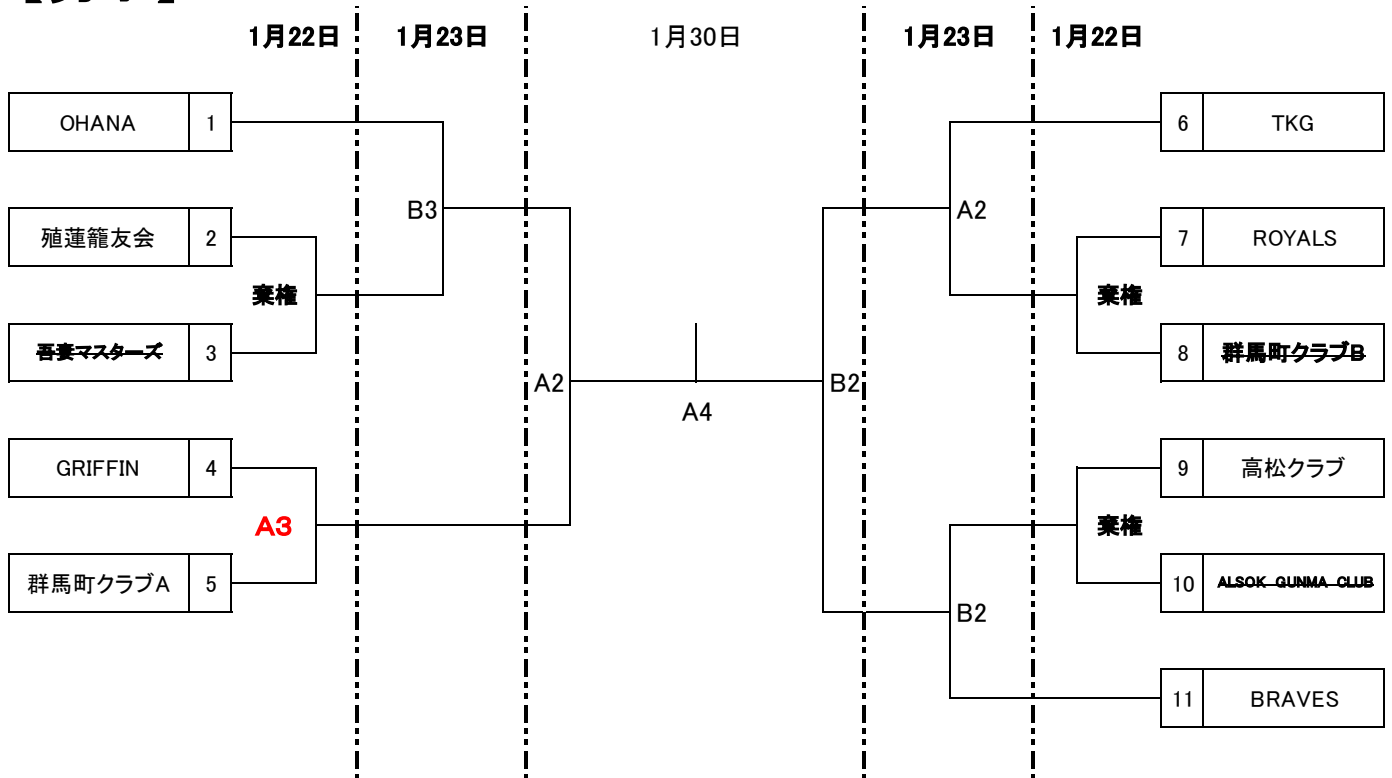 1月22日 1月23日 1月30日 1月23日 1月22日
OHANA 1
6 TKG
B3
A2
殖蓮籠友会 2
7 ROYALS
棄権
棄権
吾妻マスターズ 3
8 群馬町クラブB
A2
B2
A4
GRIFFIN 4
9 高松クラブ
A3
棄権
群馬町クラブA 5
10 ALSOK GUNMA CLUB
B2
11 BRAVES